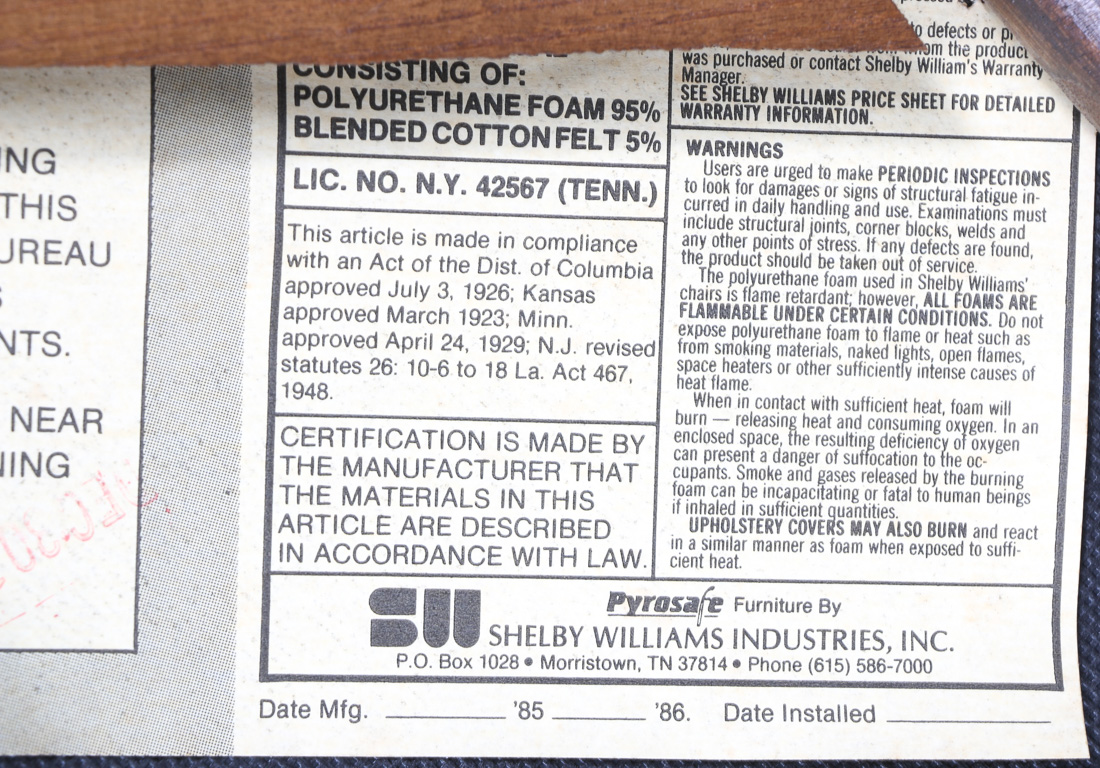 ING
THIS
UREAU
S
NTS.
NEAR
NING
CONSISTING OF:
POLYURETHANE FOAM 95%
BLENDED COTTON FELT 5%
LIC. NO. N.Y. 42567 (TENN.)
This article is made in compliance
with an Act of the Dist. of Columbia
approved July 3, 1926; Kansas
approved March 1923; Minn.
approved April 24, 1929; N.J. revised
statutes 26: 10-6 to 18 La. Act 467,
1948.
CERTIFICATION IS MADE BY
THE MANUFACTURER THAT
THE MATERIALS IN THIS
ARTICLE ARE DESCRIBED
IN ACCORDANCE WITH LAW.
to defects or
the product
was purchased or contact Shelby William's Warranty
Manager.
SEE SHELBY WILLIAMS PRICE SHEET FOR DETAILED
WARRANTY INFORMATION.
WARNINGS
Users are urged to make PERIODIC INSPECTIONS
to look for damages or signs of structural fatigue in-
curred in daily handling and use. Examinations must
include structural joints, corner blocks, welds and
any other points of stress. If any defects are found,
the product should be taken out of service.
The polyurethane foam used in Shelby Williams'
chairs is flame retardant; however, ALL FOAMS ARE
FLAMMABLE UNDER CERTAIN CONDITIONS. Do not
expose polyurethane foam to flame or heat such as
from smoking materials, naked lights, open flames,
space heaters or other sufficiently intense causes of
heat flame.
When in contact with sufficient heat, foam will
burn — releasing heat and consuming oxygen. In an
enclosed space, the resulting deficiency of oxygen
can present a danger of suffocation to the oc-
cupants. Smoke and gases released by the burning
foam can be incapacitating or fatal to human beings
if inhaled in sufficient quantities.
UPHOLSTERY COVERS MAY ALSO BURN and react
in a similar manner as foam when exposed to suffi-
cient heat.
SW
Pyrosafe Furniture By
SHELBY WILLIAMS INDUSTRIES, INC.
P.O. Box 1028 • Morristown, TN 37814 • Phone (615) 586-7000
Date Mfg. ________ '85 ________ '86. Date Installed ________